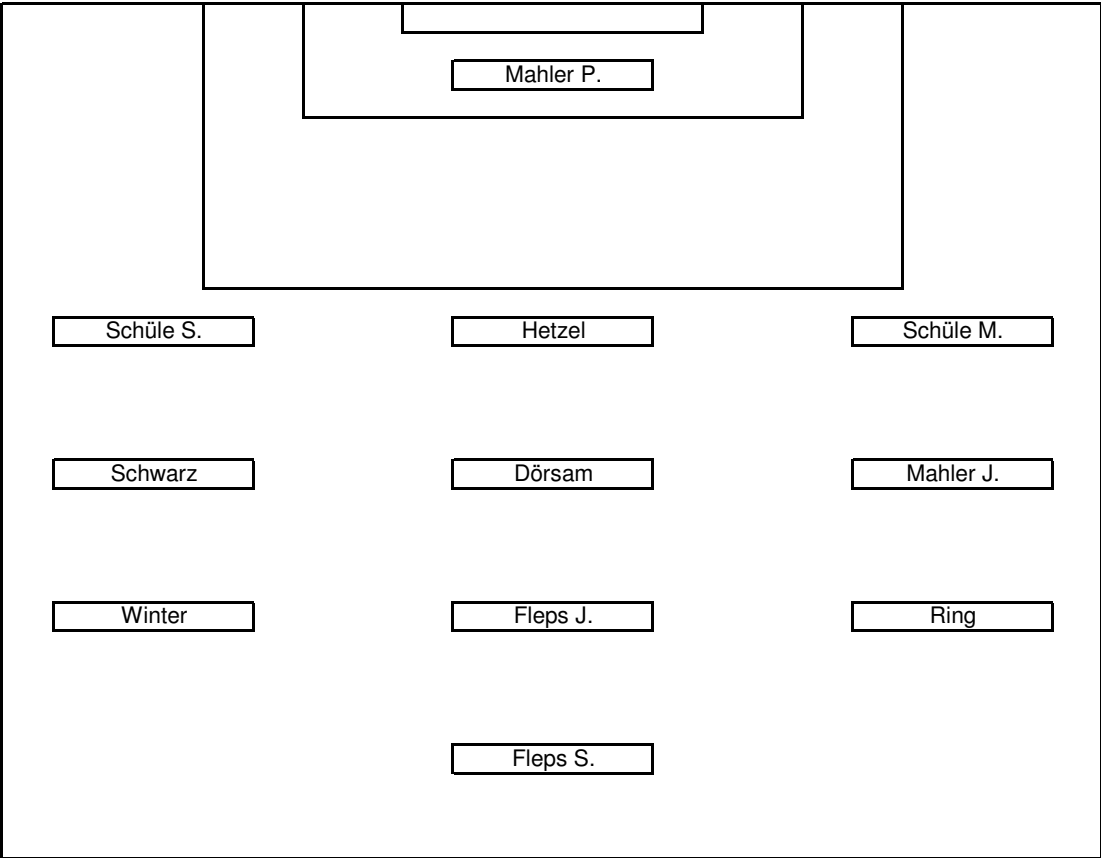 Mahler P.
Schüle S. Hetzel Schüle M.
Schwarz Dörsam Mahler J.
Winter Fleps J. Ring
Fleps S.